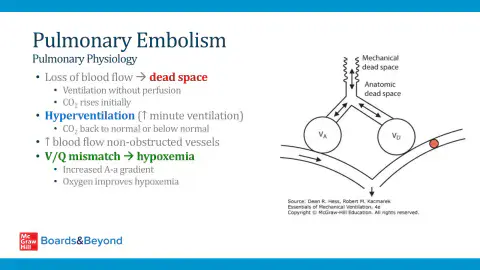 Pulmonary Embolism
Pulmonary Physiology
• Loss of blood flow → dead space
• Ventilation without perfusion
• CO₂ rises initially
• Hyperventilation (↑ minute ventilation)
• CO₂ back to normal or below normal
• ↑ blood flow non-obstructed vessels
• V/Q mismatch → hypoxemia
• Increased A-a gradient
• Oxygen improves hypoxemia
Mechanical
dead space
Anatomic
dead space
V_A
V_D
Source: Dean R. Hess, Robert M. Kacmarek
Essentials of Mechanical Ventilation, 4e
Copyright © McGraw-Hill Education. All rights reserved.
Mc
Graw
Hill
Boards&Beyond